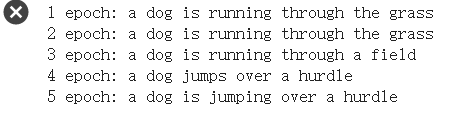 1 epoch: a dog is running through the grass
2 epoch: a dog is running through the grass
3 epoch: a dog is running through a field
4 epoch: a dog jumps over a hurdle
5 epoch: a dog is jumping over a hurdle